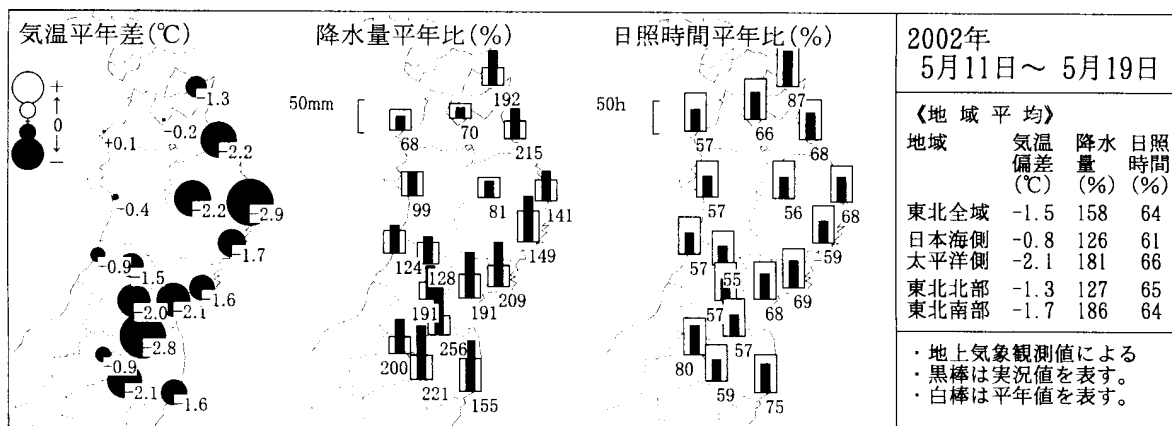 気温平年差(℃)
+
↑
0
↓
−
-1.3
-0.2
+0.1
-2.2
-0.4
-2.2
-2.9
-1.7
-0.9
-1.5
-1.6
-2.0
-2.1
-2.8
-0.9
-2.1
-1.6
降水量平年比(%)
50mm
192
70
68
215
99
81
141
149
124
128
209
191
191
256
200
221
155
日照時間平年比(%)
50h
87
66
57
68
57
56
68
59
57
55
69
57
68
57
80
59
75
2002年
5月11日～ 5月19日
《地 域 平 均》
地域 気温 降水 日照
偏差 量 時間
(℃) (%) (%)
東北全域 -1.5 158 64
日本海側 -0.8 126 61
太平洋側 -2.1 181 66
東北北部 -1.3 127 65
東北南部 -1.7 186 64
・地上気象観測値による
・黒棒は実況値を表す。
・白棒は平年値を表す。